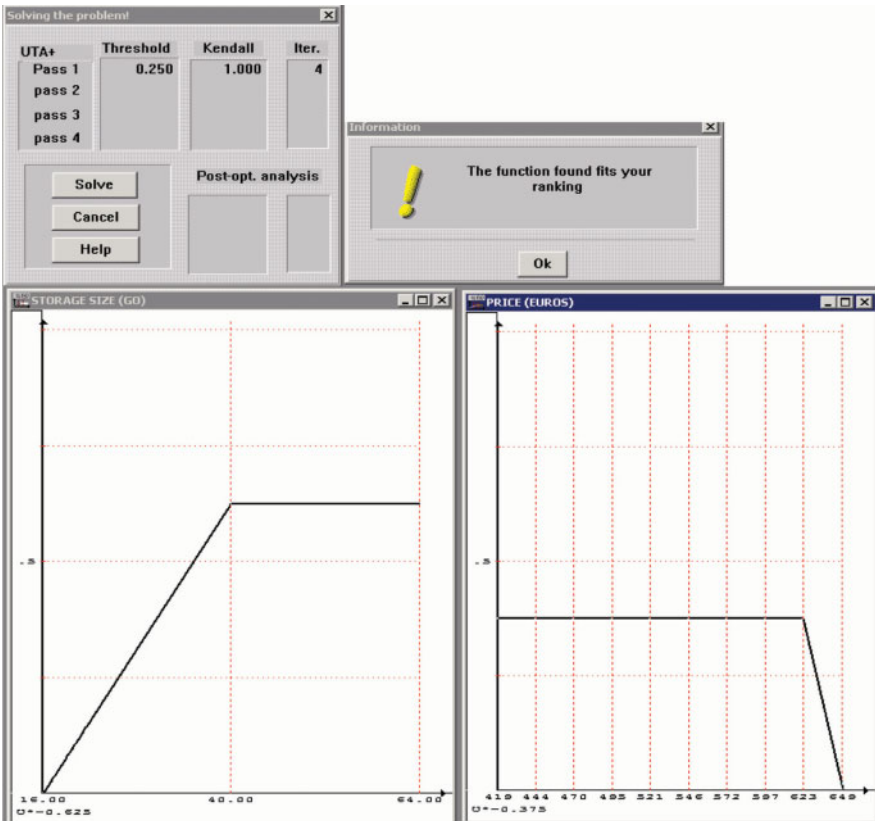 Solving the problem!
UTA+ Threshold Kendall Iter.
Pass 1 0.250 1.000 4
pass 2
pass 3
pass 4
Solve
Cancel
Help
Post-opt. analysis
Information
The function found fits your
ranking
Ok
STORAGE SIZE (GO)
.5
16.00 40.00 64.00
U*=0.625
PRICE (EUROS)
.5
419 444 470 495 521 546 572 597 623 649
U*=0.375